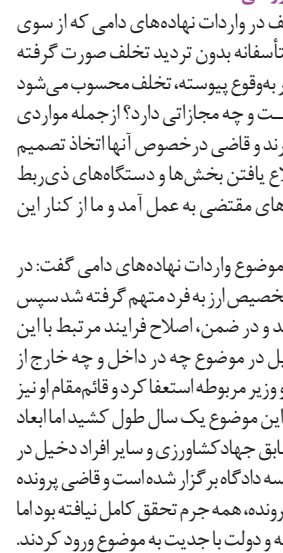 ف در واردات نهاده‌های دامی که از سوی
تأسفانه بدون تردید تخلف صورت گرفته
ر به‌وقوع پیوسته، تخلف محسوب می‌شود
ـت و چه مجازاتی دارد؟ ازجمله مواردی
رند و قاضی درخصوص آنها اتخاذ تصمیم
لاع یافتن بخش‌ها و دستگاه‌های ذی‌ربط
های مقتضی به عمل آمد و ما از کنار این
موضوع واردات نهاده‌های دامی گفت: در
خصیص ارز به فرد متهم گرفته شد سپس
د و در ضمن، اصلاح فرایند مرتبط با این
یل در موضوع چه در داخل و چه خارج از
و وزیر مربوطه استعفا کرد و قائم‌مقام او نیز
این موضوع یک سال طول کشید اما ابعاد
ابق جهاد کشاورزی و سایر افراد دخیل در
سه دادگاه برگزار شده است و قاضی پرونده
رونده، همه جرم تحقق کامل نیافته بود اما
ه و دولت با جدیت به موضوع ورود کردند.